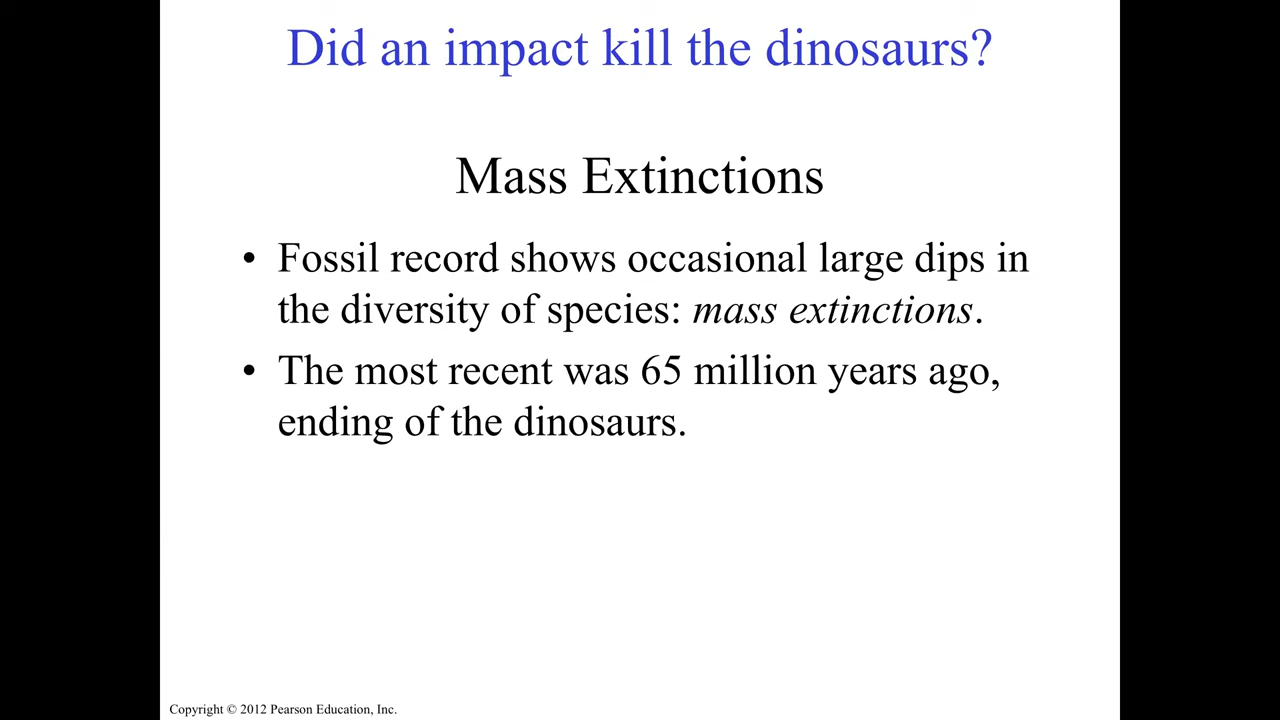 Did an impact kill the dinosaurs?
Mass Extinctions
• Fossil record shows occasional large dips in
the diversity of species: mass extinctions.
• The most recent was 65 million years ago,
ending of the dinosaurs.
Copyright © 2012 Pearson Education, Inc.